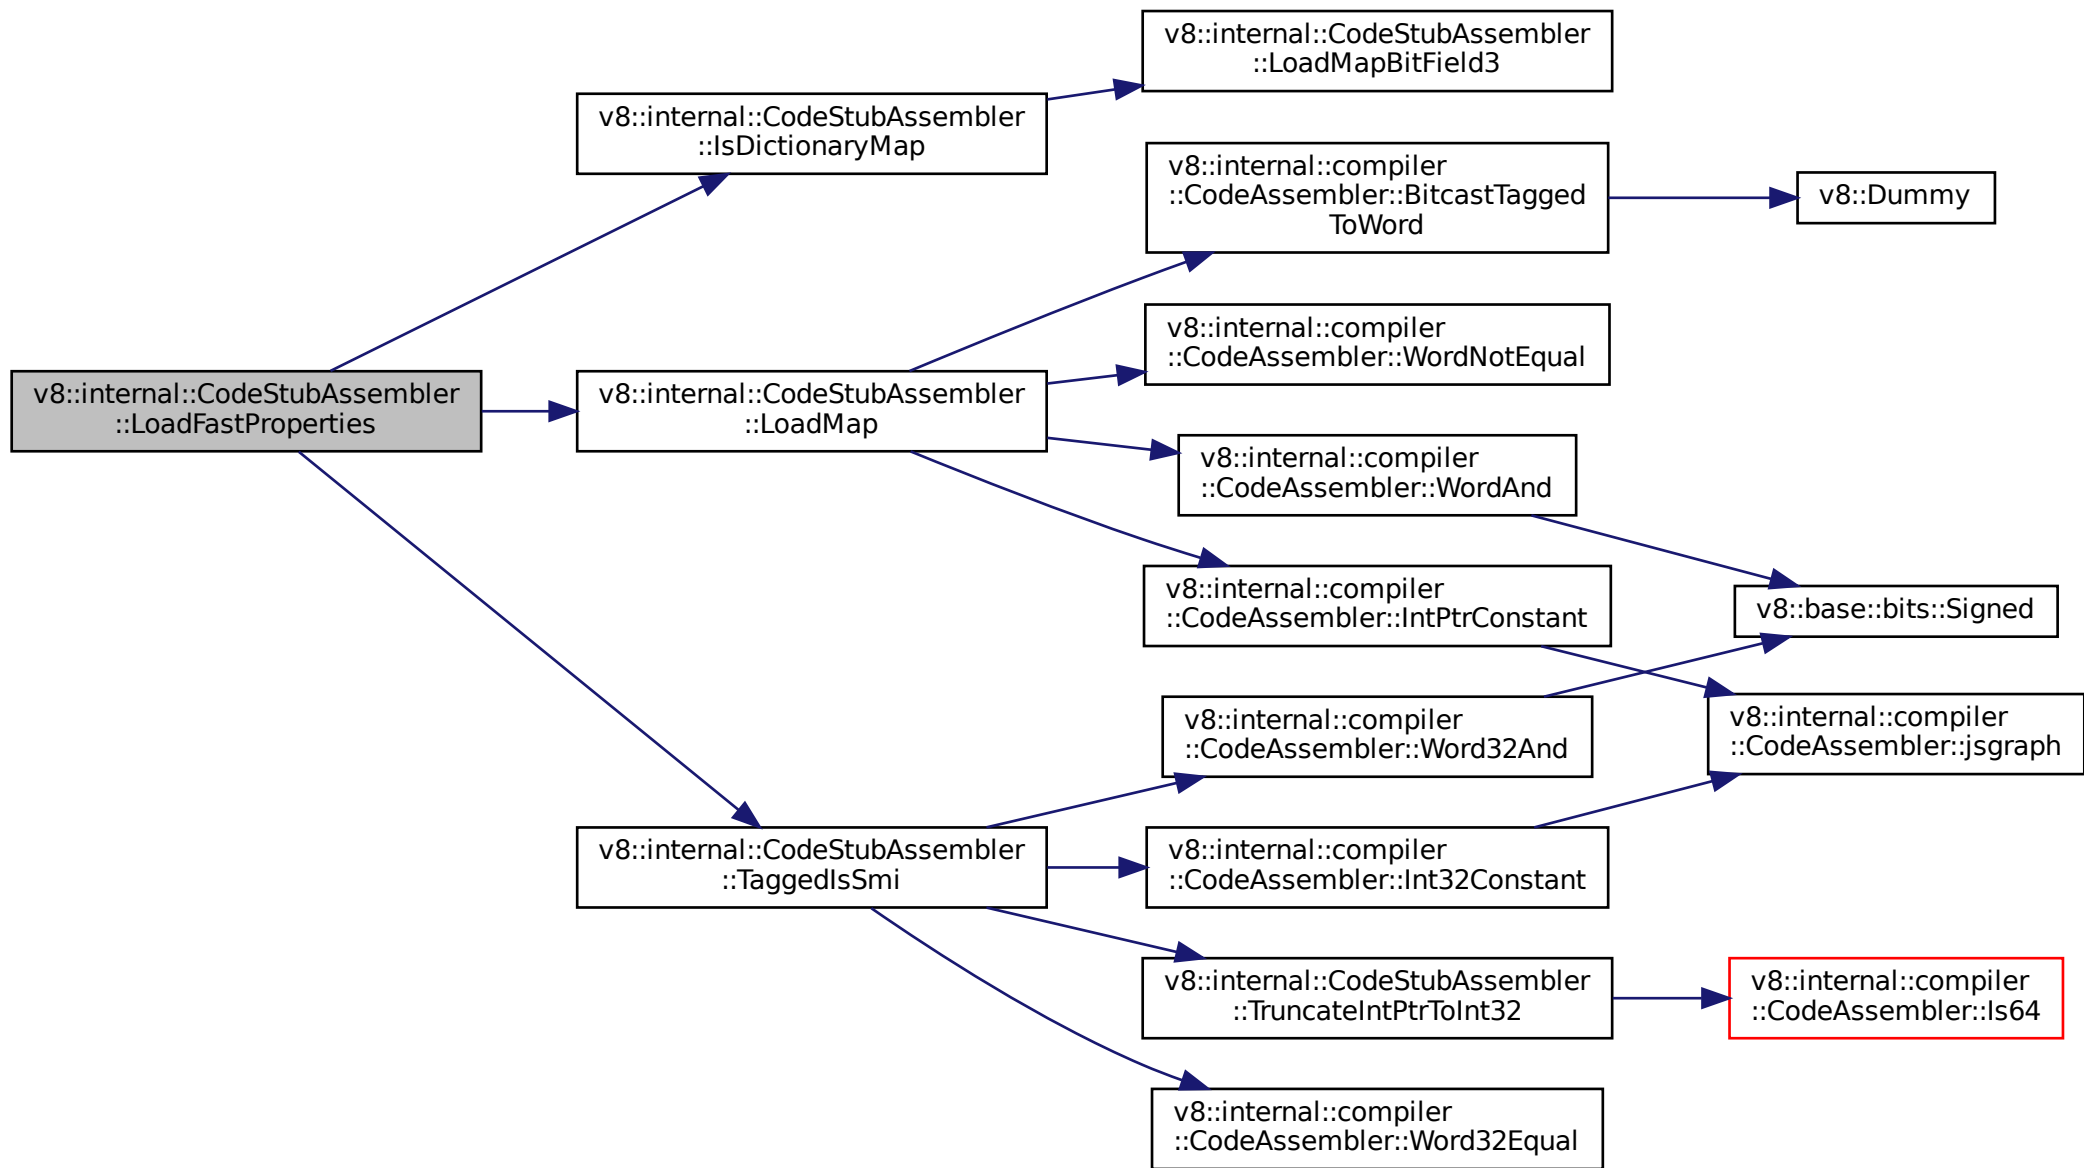 v8::internal::CodeStubAssembler
::LoadFastProperties
v8::internal::CodeStubAssembler
::IsDictionaryMap
v8::internal::CodeStubAssembler
::LoadMapBitField3
v8::internal::CodeStubAssembler
::LoadMap
v8::internal::compiler
::CodeAssembler::BitcastTagged
ToWord
v8::Dummy
v8::internal::compiler
::CodeAssembler::WordNotEqual
v8::internal::compiler
::CodeAssembler::WordAnd
v8::base::bits::Signed
v8::internal::compiler
::CodeAssembler::IntPtrConstant
v8::internal::compiler
::CodeAssembler::jsgraph
v8::internal::CodeStubAssembler
::TaggedIsSmi
v8::internal::compiler
::CodeAssembler::Word32And
v8::internal::compiler
::CodeAssembler::Int32Constant
v8::internal::CodeStubAssembler
::TruncateIntPtrToInt32
v8::internal::compiler
::CodeAssembler::Is64
v8::internal::compiler
::CodeAssembler::Word32Equal